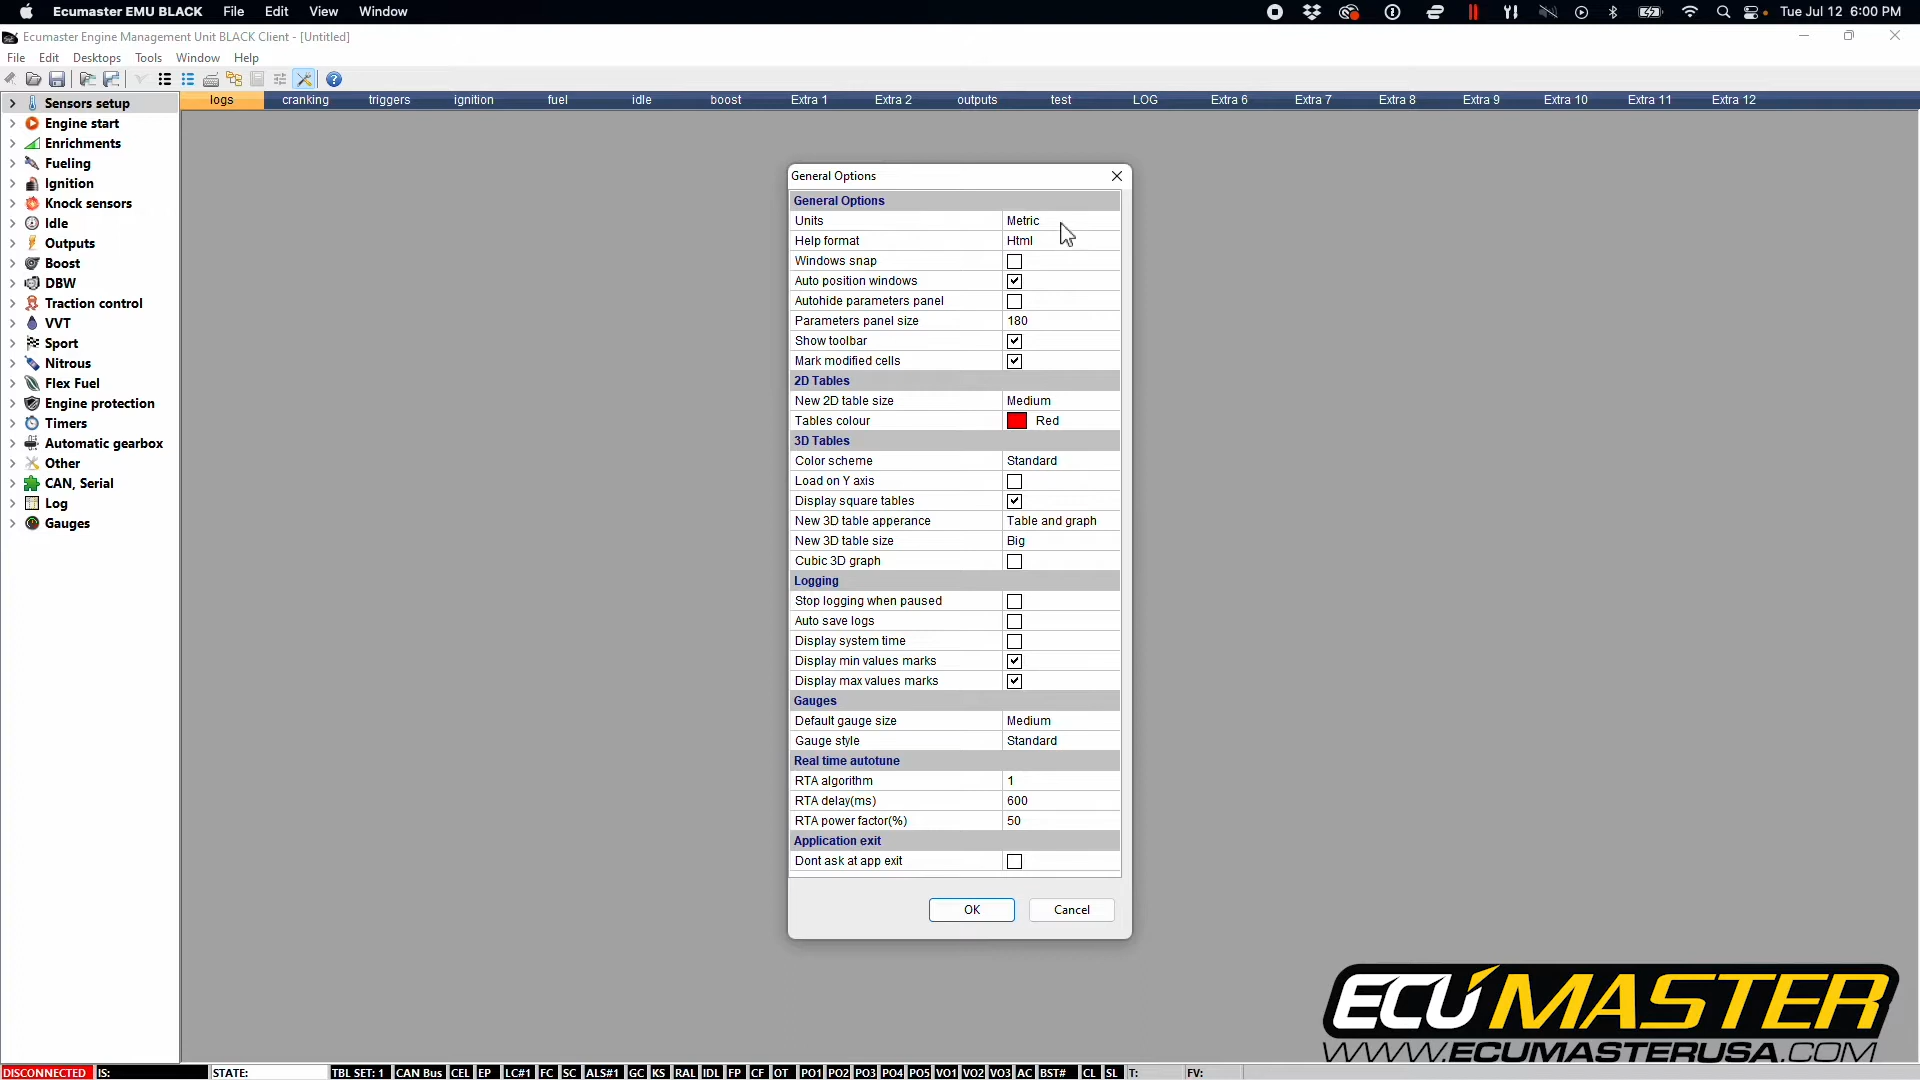 Ecumaster EMU BLACK File Edit View Window Tue Jul 12 6:00 PM
Ecumaster Engine Management Unit BLACK Client - [Untitled]
File Edit Desktops Tools Window Help
logs cranking triggers ignition fuel idle boost Extra 1 Extra 2 outputs test LOG Extra 6 Extra 7 Extra 8 Extra 9 Extra 10 Extra 11 Extra 12
Sensors setup
Engine start
Enrichments
Fueling
Ignition
Knock sensors
Idle
Outputs
Boost
DBW
Traction control
VVT
Sport
Nitrous
Flex Fuel
Engine protection
Timers
Automatic gearbox
Other
CAN, Serial
Log
Gauges
General Options
General Options
Units Metric
Help format Html
Windows snap
Auto position windows
Autohide parameters panel
Parameters panel size 180
Show toolbar
Mark modified cells
2D Tables
New 2D table size Medium
Tables colour Red
3D Tables
Color scheme Standard
Load on Y axis
Display square tables
New 3D table apperance Table and graph
New 3D table size Big
Cubic 3D graph
Logging
Stop logging when paused
Auto save logs
Display system time
Display min values marks
Display max values marks
Gauges
Default gauge size Medium
Gauge style Standard
Real time autotune
RTA algorithm 1
RTA delay(ms) 600
RTA power factor(%) 50
Application exit
Dont ask at app exit
OK Cancel
ECUMASTER
WWW.ECUMASTERUSA.COM
DISCONNECTED IS: STATE: TBL SET: 1 CAN Bus CEL EP LC#1 FC SC ALS#1 GC KS RAL IDL FP CF OT PO1 PO2 PO3 PO4 PO5 VO1 VO2 VO3 AC BST# CL SL T: FV: